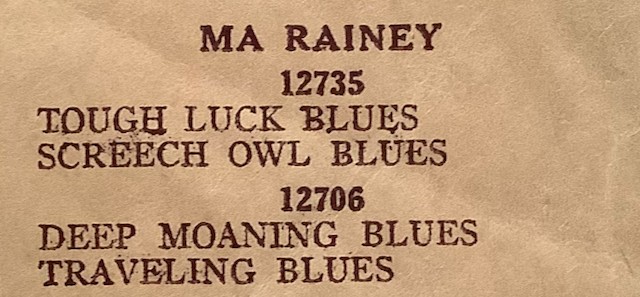 MA RAINEY
12735
TOUGH LUCK BLUES
SCREECH OWL BLUES
12706
DEEP MOANING BLUES
TRAVELING BLUES